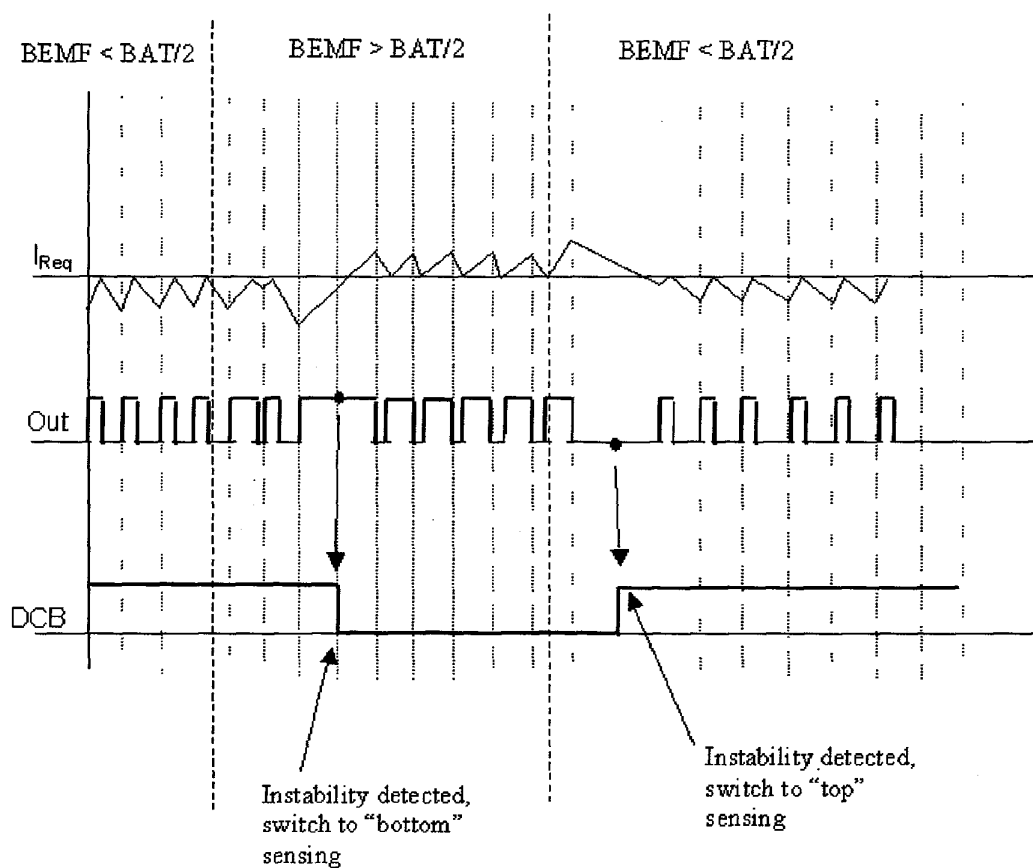 BEMF < BAT/2
BEMF > BAT/2
BEMF < BAT/2
IReq
Out
DCB
Instability detected,
switch to “bottom”
sensing
Instability detected,
switch to “top”
sensing